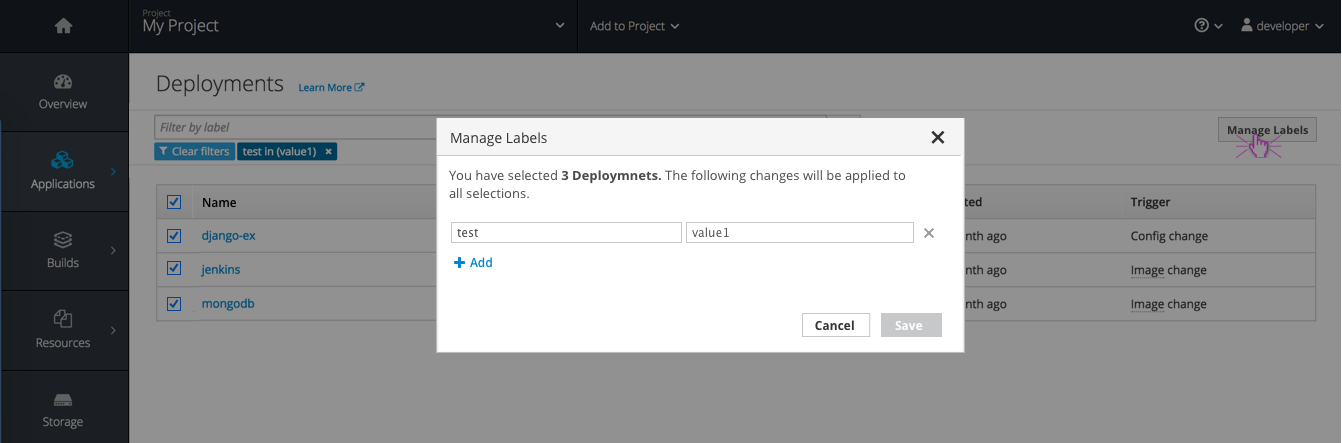 Project
My Project
Add to Project
developer
Overview
Applications
Builds
Resources
Storage
Deployments Learn More
Filter by label
Clear filters test in (value1) ×
Manage Labels
Name Trigger
django-ex nth ago Config change
jenkins nth ago Image change
mongodb nth ago Image change
Manage Labels
You have selected 3 Deploymnets. The following changes will be applied to
all selections.
test value1
Add
Cancel Save